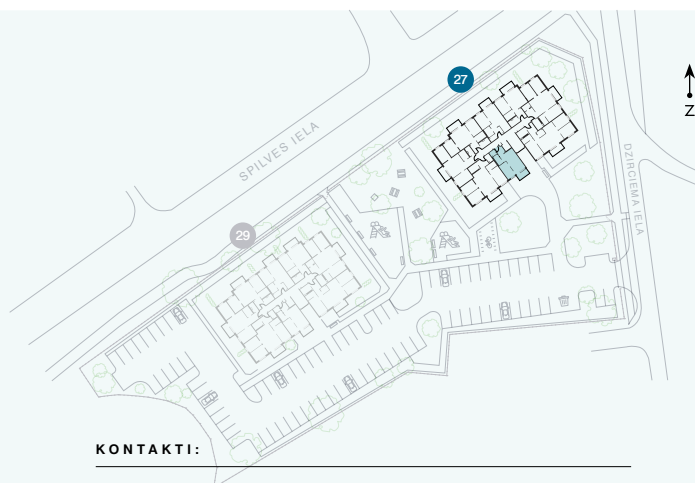 27
Z
SPILVES IELA
DZIRCIEMA IELA
29
KONTAKTI: